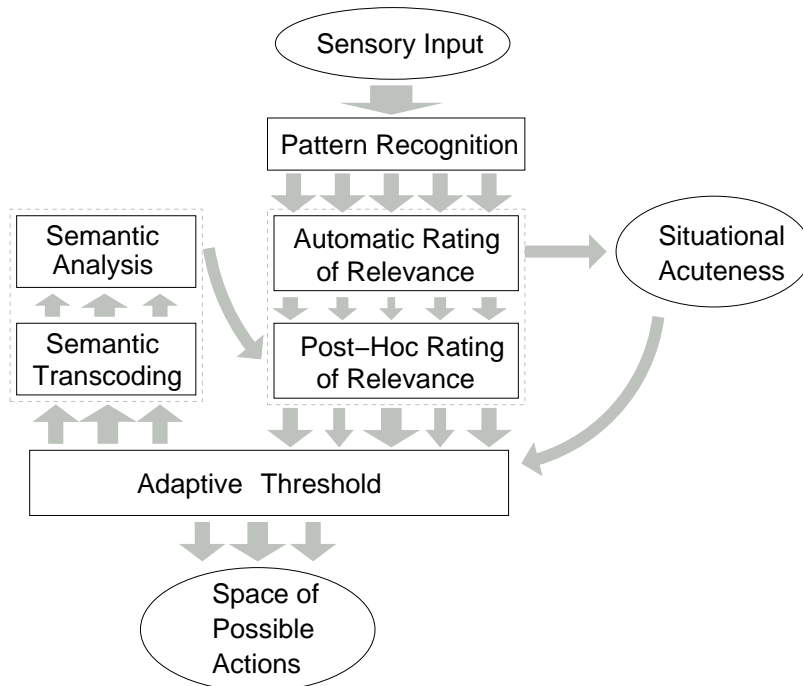 Sensory Input
Pattern Recognition
Automatic Rating
of Relevance
Situational
Acuteness
Semantic
Analysis
Post–Hoc Rating
of Relevance
Semantic
Transcoding
Adaptive Threshold
Space of
Possible
Actions